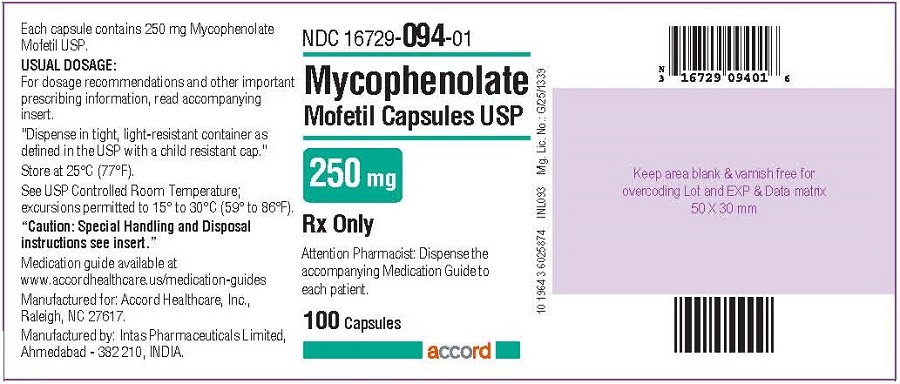 Each capsule contains 250 mg Mycophenolate
Mofetil USP.
USUAL DOSAGE:
For dosage recommendations and other important
prescribing information, read accompanying
insert.
"Dispense in tight, light-resistant container as
defined in the USP with a child resistant cap."
Store at 25°C (77°F).
See USP Controlled Room Temperature;
excursions permitted to 15° to 30°C (59° to 86°F).
“Caution: Special Handling and Disposal
instructions see insert.”
Medication guide available at
www.accordhealthcare.us/medication-guides
Manufactured for: Accord Healthcare, Inc.,
Raleigh, NC 27617.
Manufactured by: Intas Pharmaceuticals Limited,
Ahmedabad - 382 210, INDIA.
NDC 16729-094-01
Mycophenolate
Mofetil Capsules USP
250 mg
Rx Only
Attention Pharmacist: Dispense the
accompanying Medication Guide to
each patient.
100 Capsules
accord
10 1964 3 6025874 INL093 Mg. Lic. No.: G/25/1339
N
3 16729 09401 6
Keep area blank & varnish free for
overcoding Lot and EXP & Data matrix
50 X 30 mm